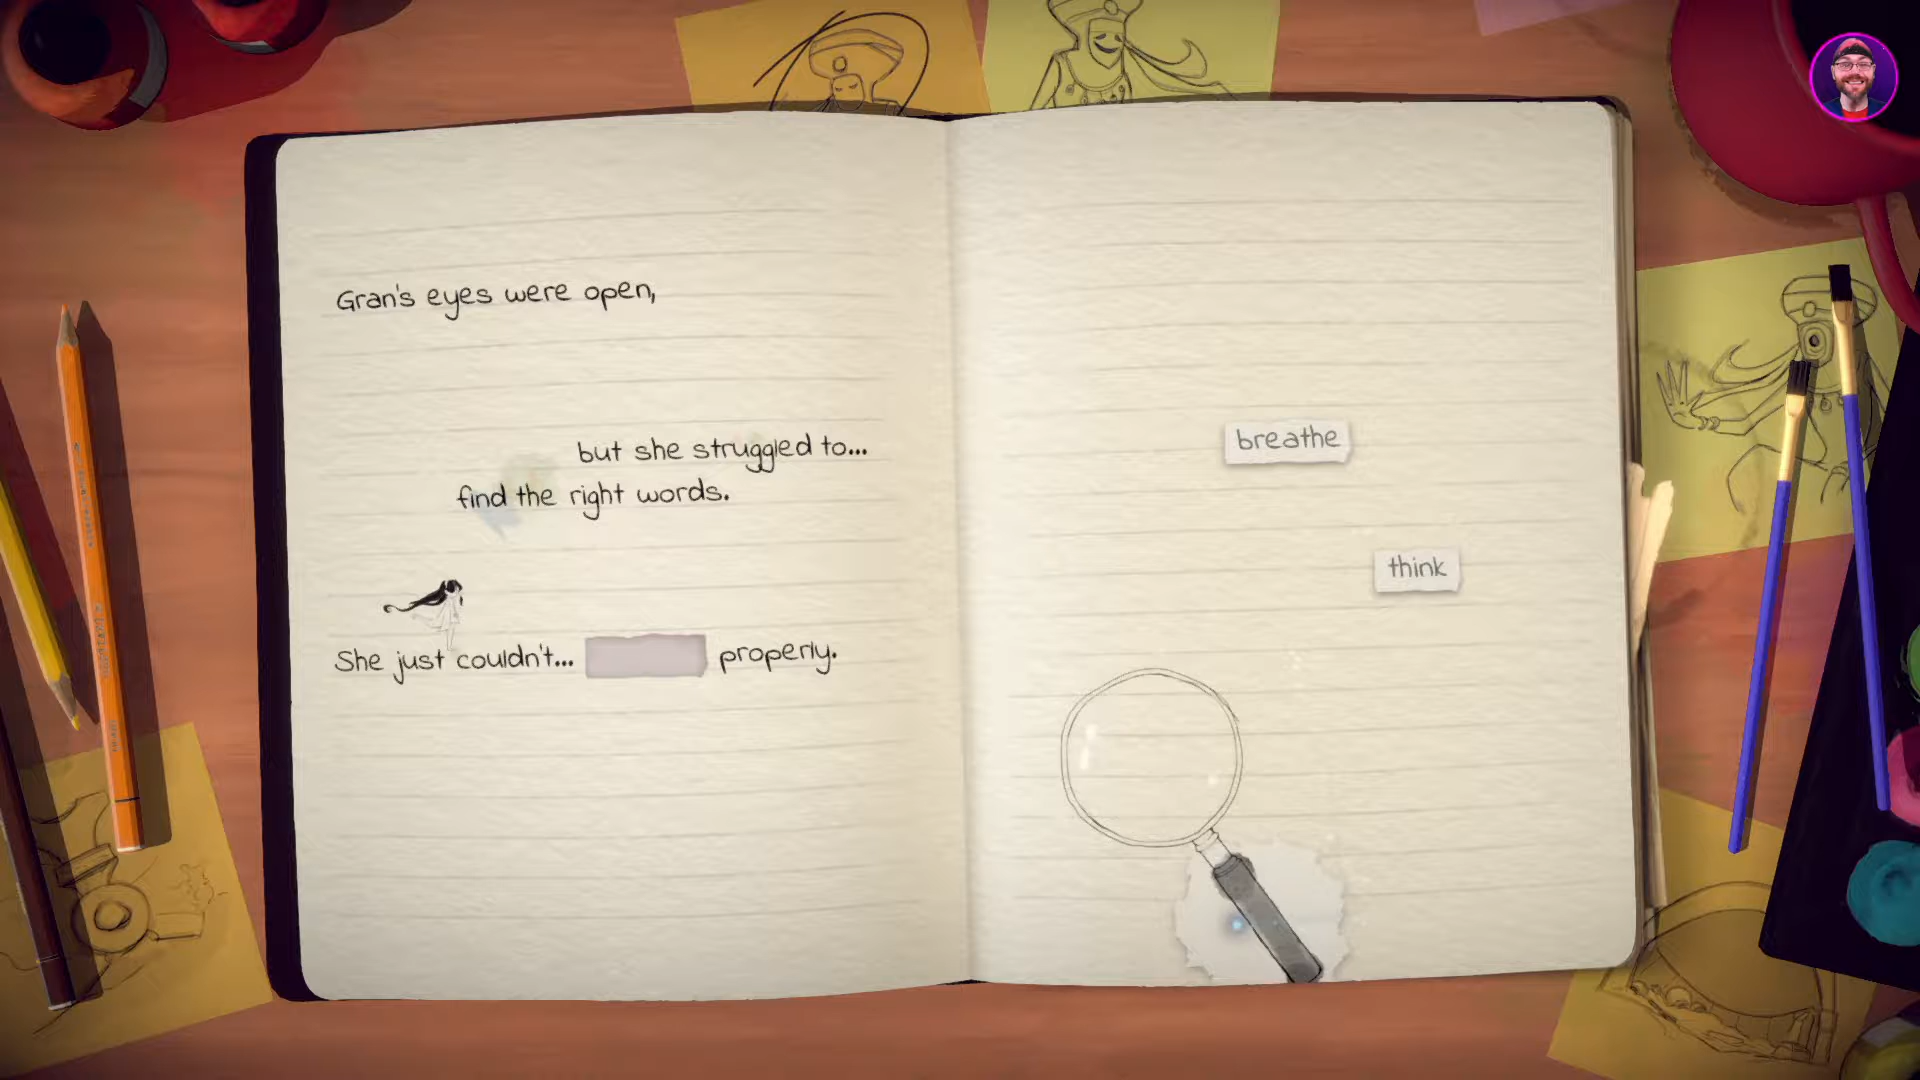 Gran's eyes were open,
but she struggled to...
find the right words.
She just couldn't... properly.
breathe
think